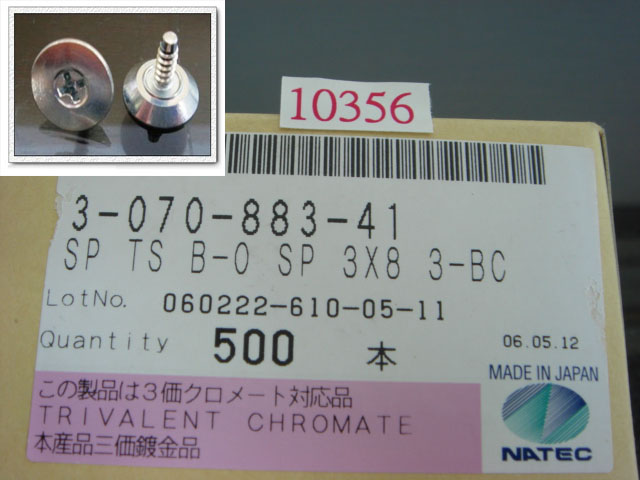 10356
3-070-883-41
SP TS B-0 SP 3X8 3-BC
LotNo. 060222-610-05-11
Quantity 500 本
06.05.12
MADE IN JAPAN
この製品は3価クロメート対応品
TRIVALENT CHROMATE
本産品三価鍍金品
NATEC